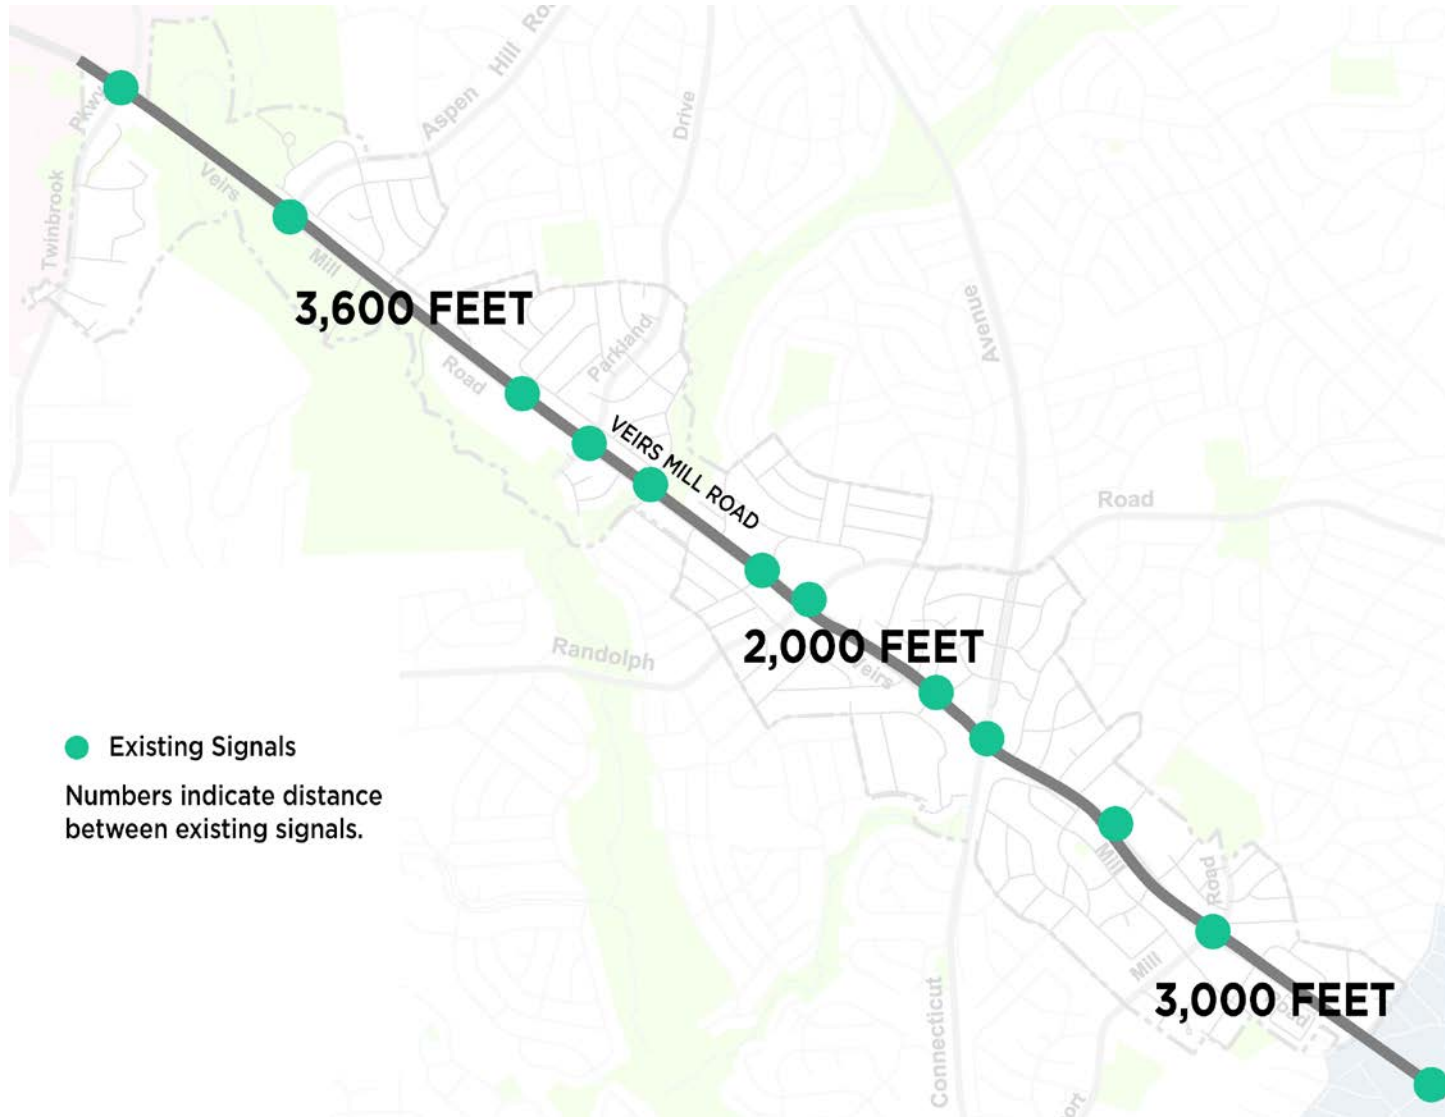 Aspen Hill Ro
Pkwy
Drive
Veirs
Twinbrook
Mill
3,600 FEET
Avenue
Parkland
Road
VEIRS MILL ROAD
Road
Randolph
2,000 FEET
Veirs
Existing Signals
Numbers indicate distance
between existing signals.
Mill
Road
Mill
3,000 FEET
Connecticut